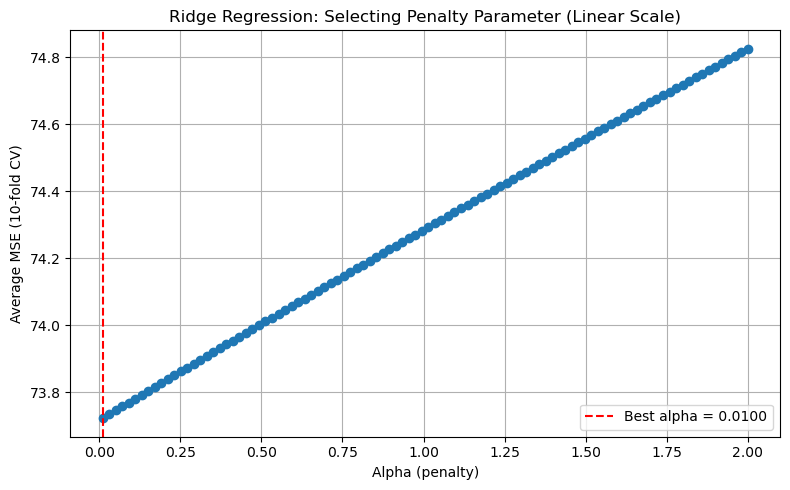 Ridge Regression: Selecting Penalty Parameter (Linear Scale)
Average MSE (10-fold CV)
74.8
74.6
74.4
74.2
74.0
73.8
Best alpha = 0.0100
0.00 0.25 0.50 0.75 1.00 1.25 1.50 1.75 2.00
Alpha (penalty)